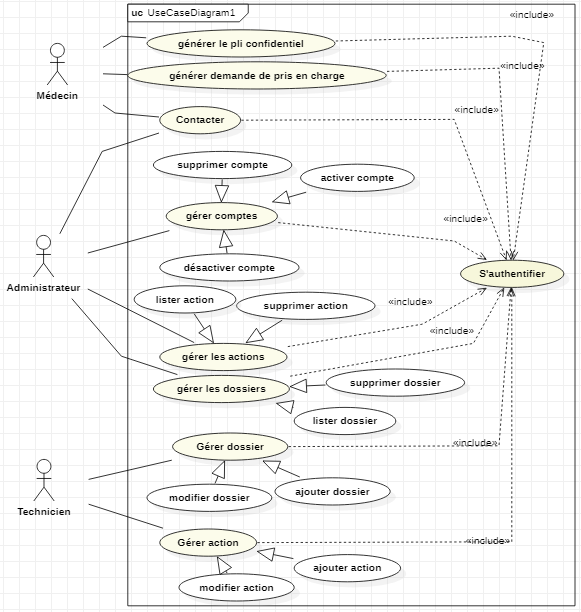 uc UseCaseDiagram1
«include»
générer le pli confidentiel
«include»
générer demande de pris en charge
Médecin
«include»
Contacter
supprimer compte
activer compte
gérer comptes
«include»
désactiver compte
S'authentifier
Administrateur
lister action
supprimer action
«include»
«include»
gérer les actions
gérer les dossiers
supprimer dossier
lister dossier
Gérer dossier
«include»
modifier dossier
ajouter dossier
Technicien
Gérer action
«include»
ajouter action
modifier action